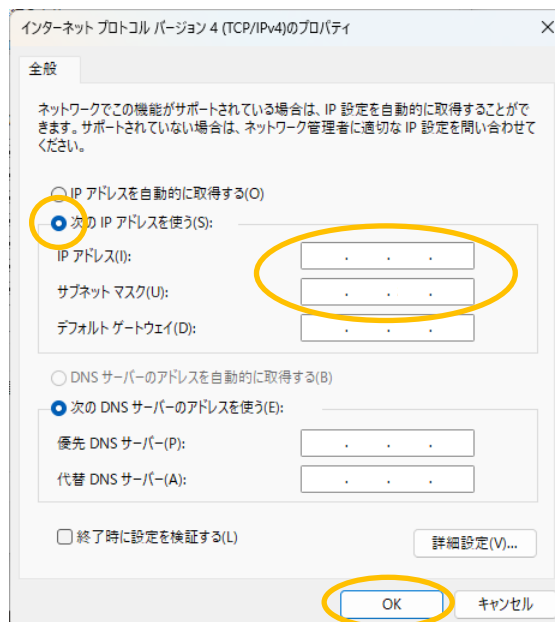 インターネット プロトコル バージョン 4 (TCP/IPv4)のプロパティ
全般
ネットワークでこの機能がサポートされている場合は、IP 設定を自動的に取得することがで
きます。サポートされていない場合は、ネットワーク管理者に適切な IP 設定を問い合わせて
ください。
IP アドレスを自動的に取得する(O)
次の IP アドレスを使う(S):
IP アドレス(I):
サブネット マスク(U):
デフォルト ゲートウェイ(D):
DNS サーバーのアドレスを自動的に取得する(B)
次の DNS サーバーのアドレスを使う(E):
優先 DNS サーバー(P):
代替 DNS サーバー(A):
終了時に設定を検証する(L)
詳細設定(V)...
OK キャンセル